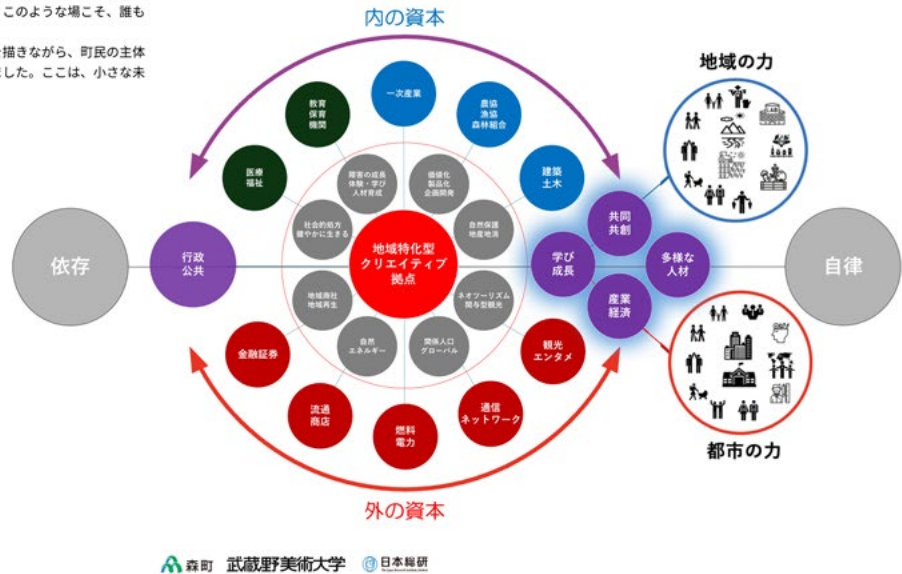 このような場こそ、誰も
描きながら、町民の主体
ました。ここは、小さな未
内の資本
地域の力
一次産業
教育
保育
機関
農協
漁協
森林組合
医療
福祉
建築
土木
障害の成長
体験・学び
人材育成
価値化
製品化
企画開発
社会的処方
健やかに生きる
自然保護
地産地消
共同
共創
依存
行政
公共
地域特化型
クリエイティブ
拠点
学び
成長
多様な
人材
自律
地域商社
地域再生
ネオツーリズム
関与型観光
産業
経済
金融証券
自然
エネルギー
関係人口
グローバル
観光
エンタメ
流通
商店
燃料
電力
通信
ネットワーク
都市の力
外の資本
森町 武蔵野美術大学 日本総研